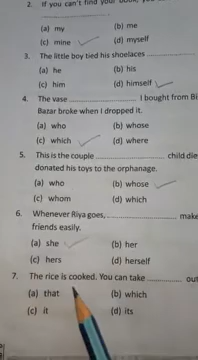 2. If you can't find your
(a) my (b) me
(c) mine (d) myself
3. The little boy tied his shoelaces
(a) he (b) his
(c) him (d) himself
4. The vase ........................ I bought from Bi
Bazar broke when I dropped it.
(a) who (b) whose
(c) which (d) where
5. This is the couple ........................ child die
donated his toys to the orphanage.
(a) who (b) whose
(c) whom (d) which
6. Whenever Riya goes, ........................ make
friends easily.
(a) she (b) her
(c) hers (d) herself
7. The rice is cooked. You can take ............ out
(a) that (b) which
(c) it (d) its